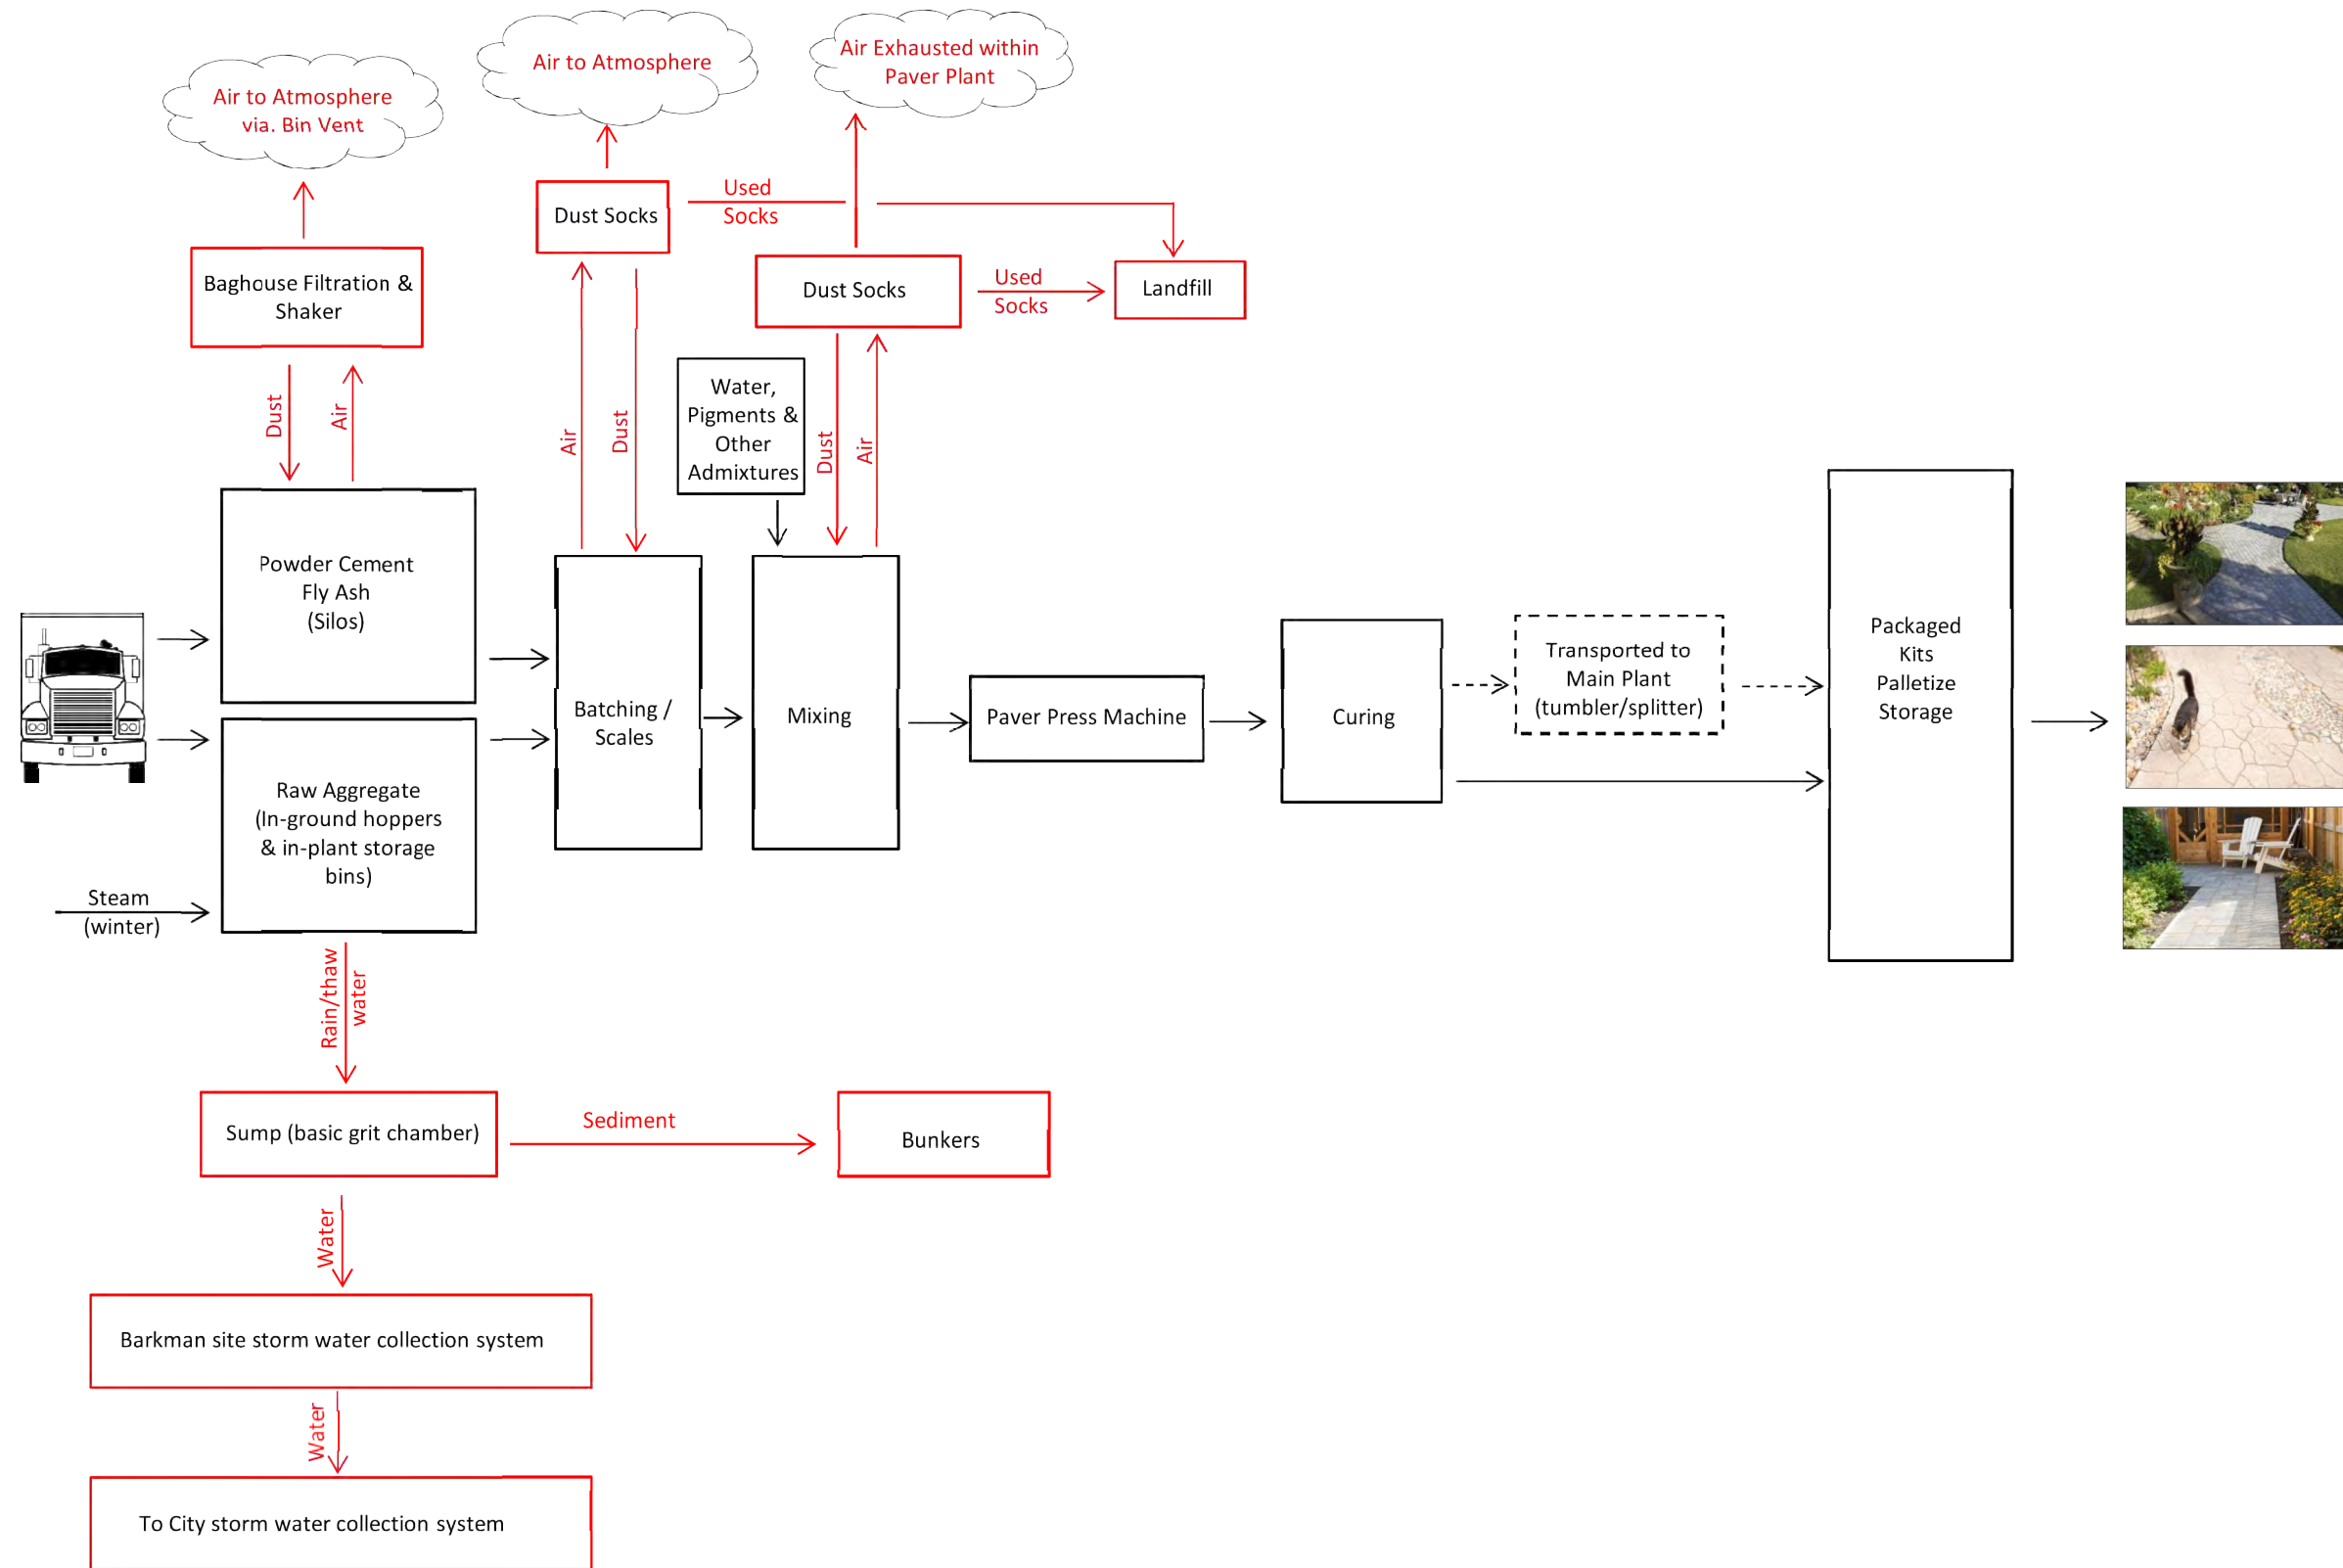 Air to Atmosphere
via. Bin Vent
Air to Atmosphere
Air Exhausted within
Paver Plant
Baghouse Filtration &
Shaker
Dust Socks
Used
Socks
Dust Socks
Used
Socks
Landfill
Dust
Air
Air
Dust
Water,
Pigments &
Other
Admixtures
Dust
Air
Powder Cement
Fly Ash
(Silos)
Raw Aggregate
(In-ground hoppers
& in-plant storage
bins)
Steam
(winter)
Batching /
Scales
Mixing
Paver Press Machine
Curing
Transported to
Main Plant
(tumbler/splitter)
Packaged
Kits
Palletize
Storage
Rain/thaw
water
Sump (basic grit chamber)
Sediment
Bunkers
Water
Barkman site storm water collection system
Water
To City storm water collection system